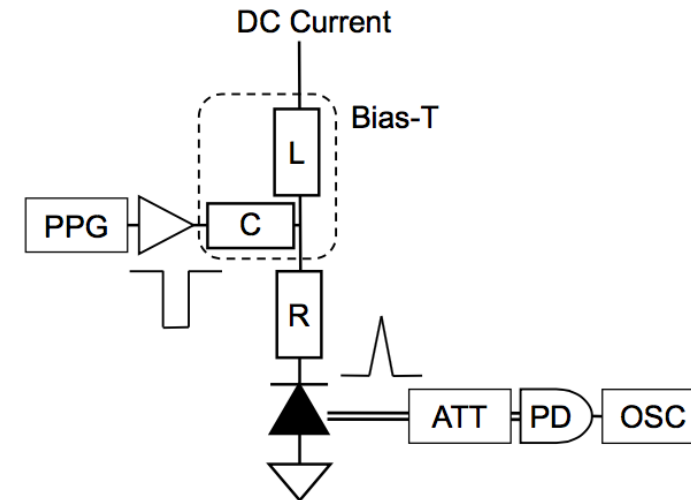 DC Current
Bias-T
L
PPG
C
R
ATT
PD
OSC